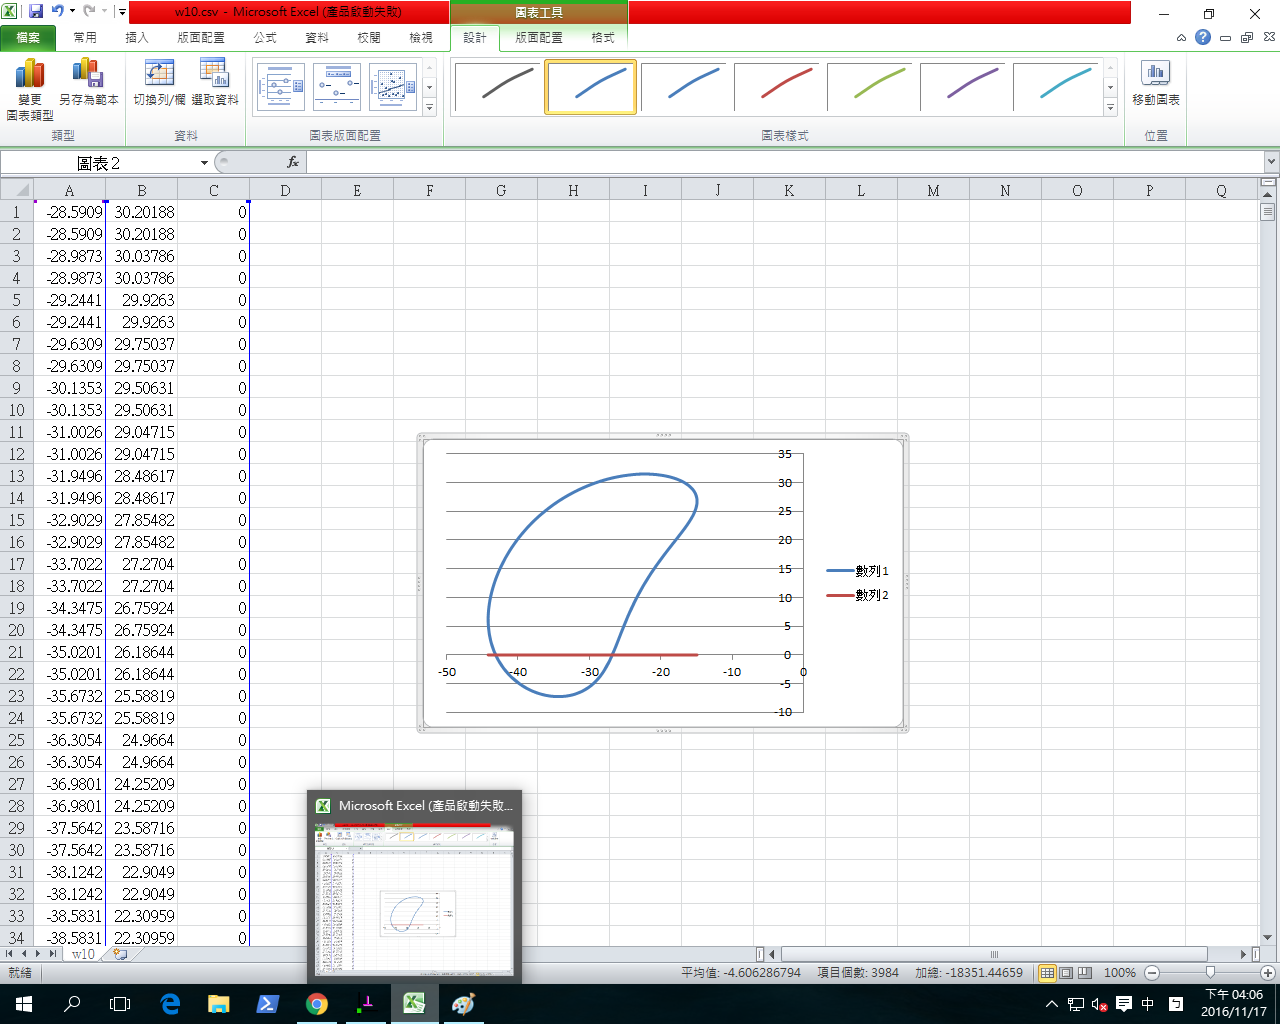 w10.csv - Microsoft Excel (產品啟動失敗)
圖表工具
檔案 常用 插入 版面配置 公式 資料 校閱 檢視 設計 版面配置 格式
變更
圖表類型
另存為範本
切換列/欄 選取資料
移動圖表
類型 資料 圖表版面配置 圖表樣式 位置
圖表 2 fx
A B C D E F G H I J K L M N O P Q
1 -28.5909 30.20188 0
2 -28.5909 30.20188 0
3 -28.9873 30.03786 0
4 -28.9873 30.03786 0
5 -29.2441 29.9263 0
6 -29.2441 29.9263 0
7 -29.6309 29.75037 0
8 -29.6309 29.75037 0
9 -30.1353 29.50631 0
10 -30.1353 29.50631 0
11 -31.0026 29.04715 0
12 -31.0026 29.04715 0
13 -31.9496 28.48617 0
14 -31.9496 28.48617 0
15 -32.9029 27.85482 0
16 -32.9029 27.85482 0
17 -33.7022 27.2704 0
18 -33.7022 27.2704 0
19 -34.3475 26.75924 0
20 -34.3475 26.75924 0
21 -35.0201 26.18644 0
22 -35.0201 26.18644 0
23 -35.6732 25.58819 0
24 -35.6732 25.58819 0
25 -36.3054 24.9664 0
26 -36.3054 24.9664 0
27 -36.9801 24.25209 0
28 -36.9801 24.25209 0
29 -37.5642 23.58716 0
30 -37.5642 23.58716 0
31 -38.1242 22.9049 0
32 -38.1242 22.9049 0
33 -38.5831 22.30959 0
34 -38.5831 22.30959 0
35
30
25
20
15
10
5
0
-5
-10
-50 -40 -30 -20 -10 0
數列1
數列2
Microsoft Excel (產品啟動失敗...
w10
就緒
平均值: -4.606286794 項目個數: 3984 加總: -18351.44659 100%
中
下午 04:06
2016/11/17